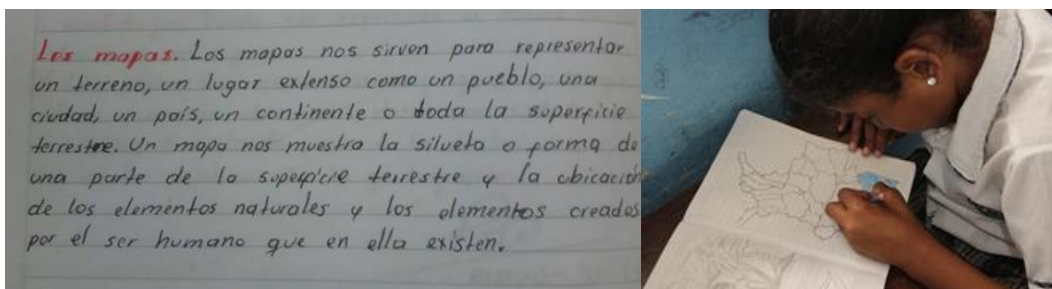 Los mapas. Los mapas nos sirven para representar
un terreno, un lugar extenso como un pueblo, una
ciudad, un país, un continente o toda la superficie
terrestre. Un mapa nos muestra la silueta o forma de
una parte de la superficie terrestre y la ubicación
de los elementos naturales y los elementos creados
por el ser humano que en ella existen.